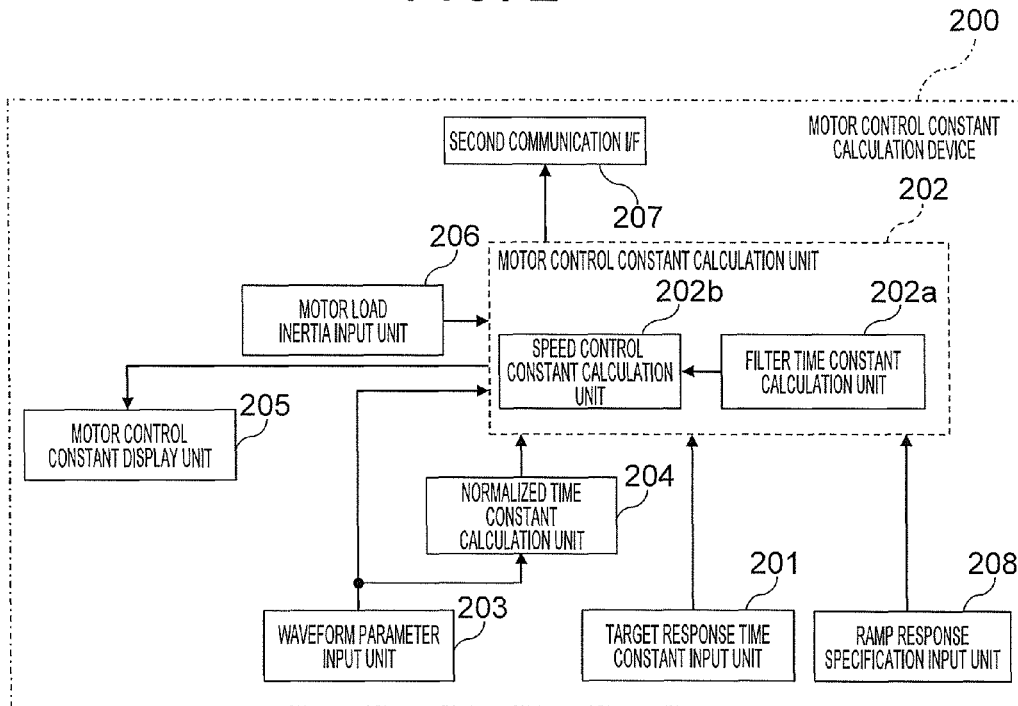 200
MOTOR CONTROL CONSTANT
CALCULATION DEVICE
SECOND COMMUNICATION I/F
207
202
206
MOTOR CONTROL CONSTANT CALCULATION UNIT
MOTOR LOAD
INERTIA INPUT UNIT
202b
202a
SPEED CONTROL
CONSTANT CALCULATION
UNIT
FILTER TIME CONSTANT
CALCULATION UNIT
205
MOTOR CONTROL
CONSTANT DISPLAY UNIT
204
NORMALIZED TIME
CONSTANT
CALCULATION UNIT
203
WAVEFORM PARAMETER
INPUT UNIT
201
TARGET RESPONSE TIME
CONSTANT INPUT UNIT
208
RAMP RESPONSE
SPECIFICATION INPUT UNIT